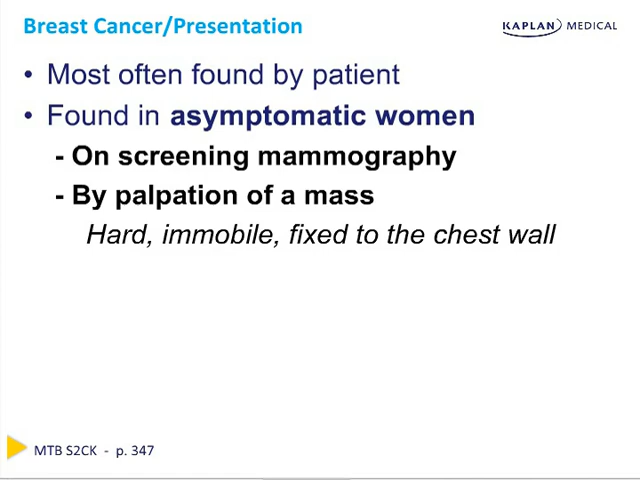 Breast Cancer/Presentation
KAPLAN MEDICAL
• Most often found by patient
• Found in asymptomatic women
- On screening mammography
- By palpation of a mass
Hard, immobile, fixed to the chest wall
MTB S2CK - p. 347